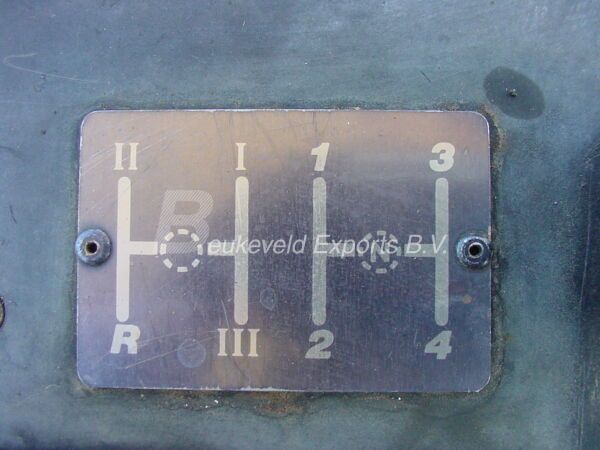 II I 1 3
Beukeveld Exports B.V.
N
R III 2 4